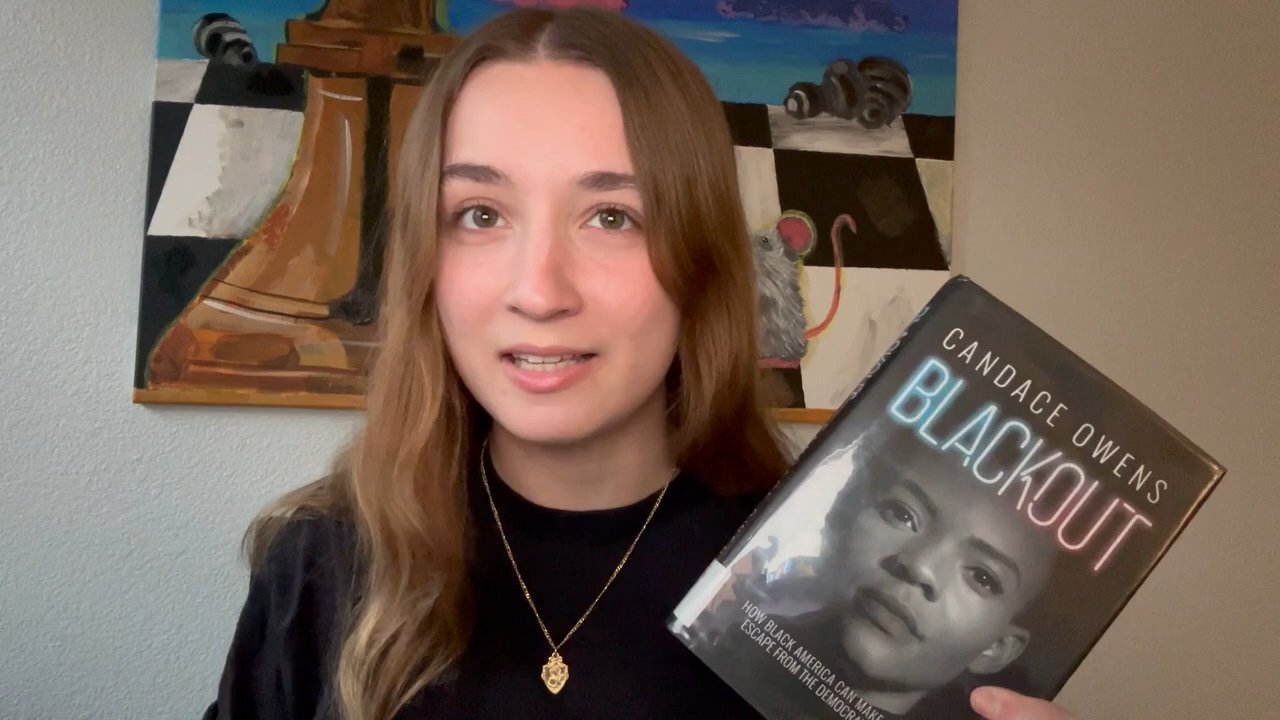 CANDACE OWENS
BLACKOUT
HOW BLACK AMERICA CAN MAKE
ESCAPE FROM THE DEMOCRA